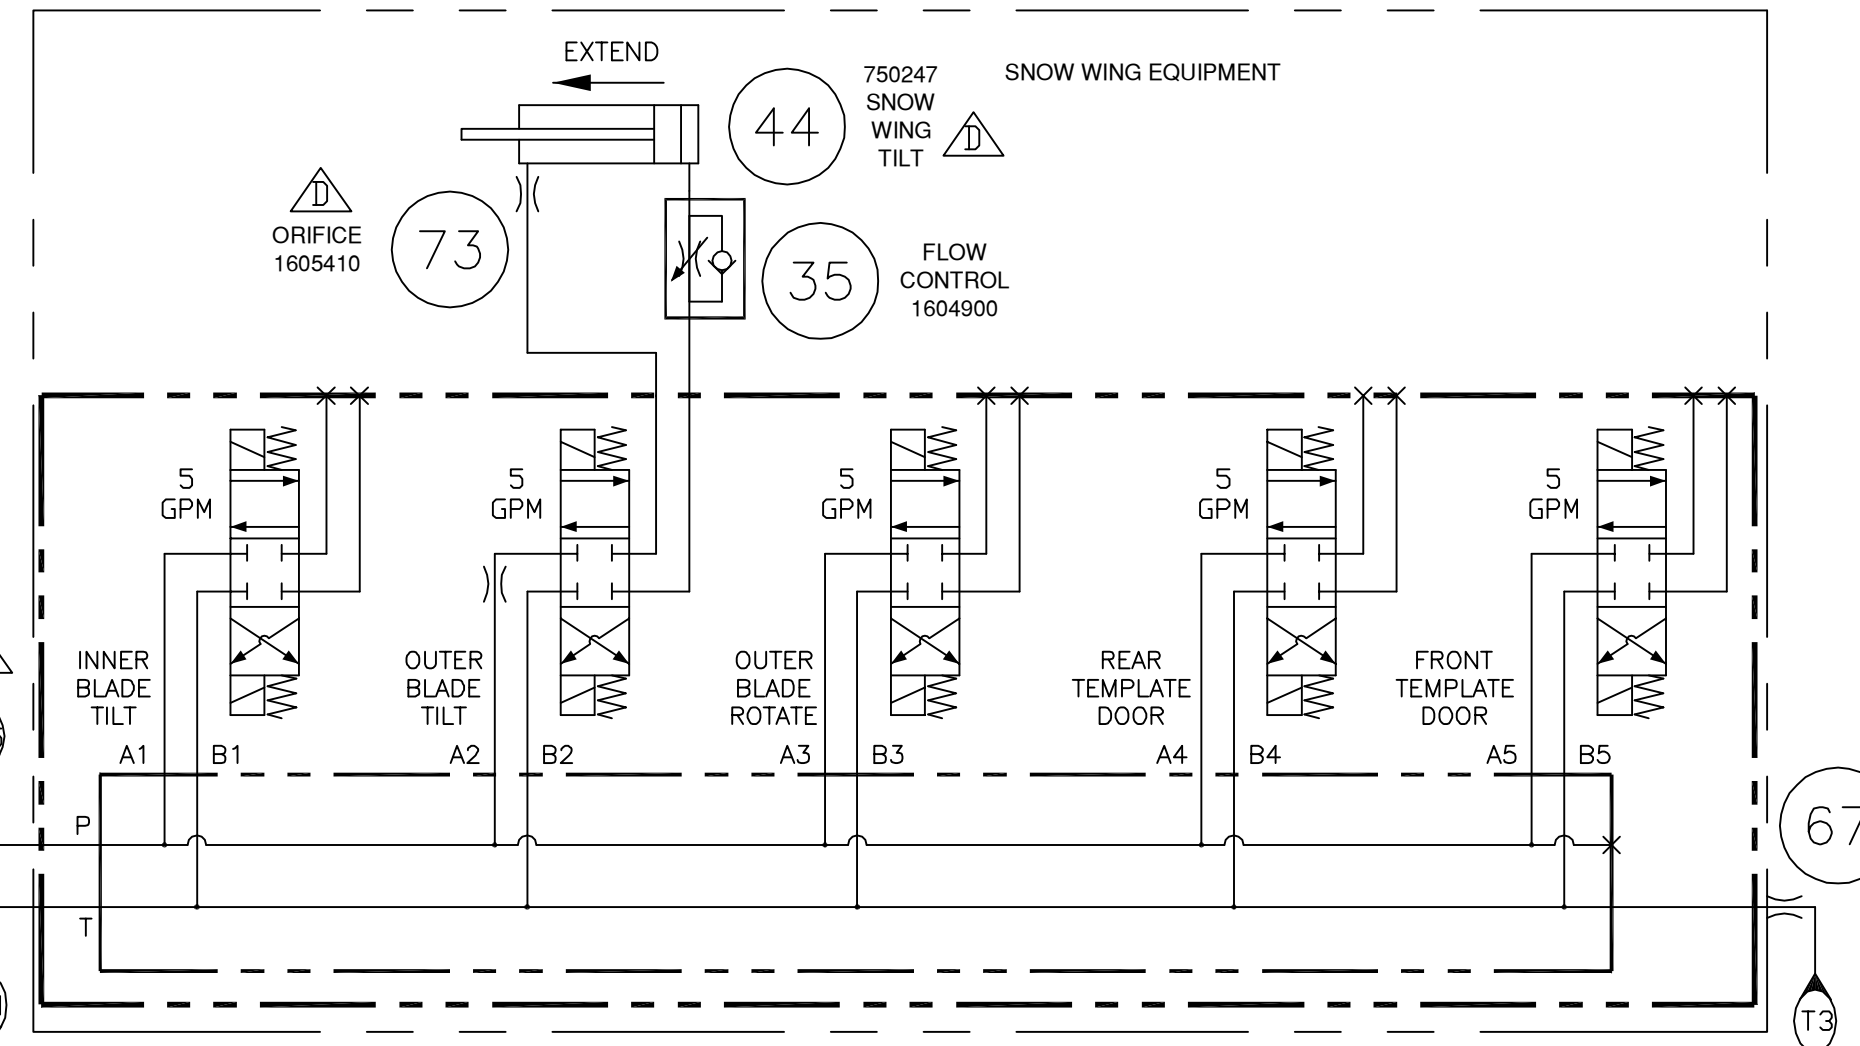 EXTEND
44
750247
SNOW
WING
TILT
D
SNOW WING EQUIPMENT
D
ORIFICE
1605410
73
35
FLOW
CONTROL
1604900
5
GPM
5
GPM
5
GPM
5
GPM
5
GPM
INNER
BLADE
TILT
OUTER
BLADE
TILT
OUTER
BLADE
ROTATE
REAR
TEMPLATE
DOOR
FRONT
TEMPLATE
DOOR
A1
B1
A2
B2
A3
B3
A4
B4
A5
B5
P
T
67
T3